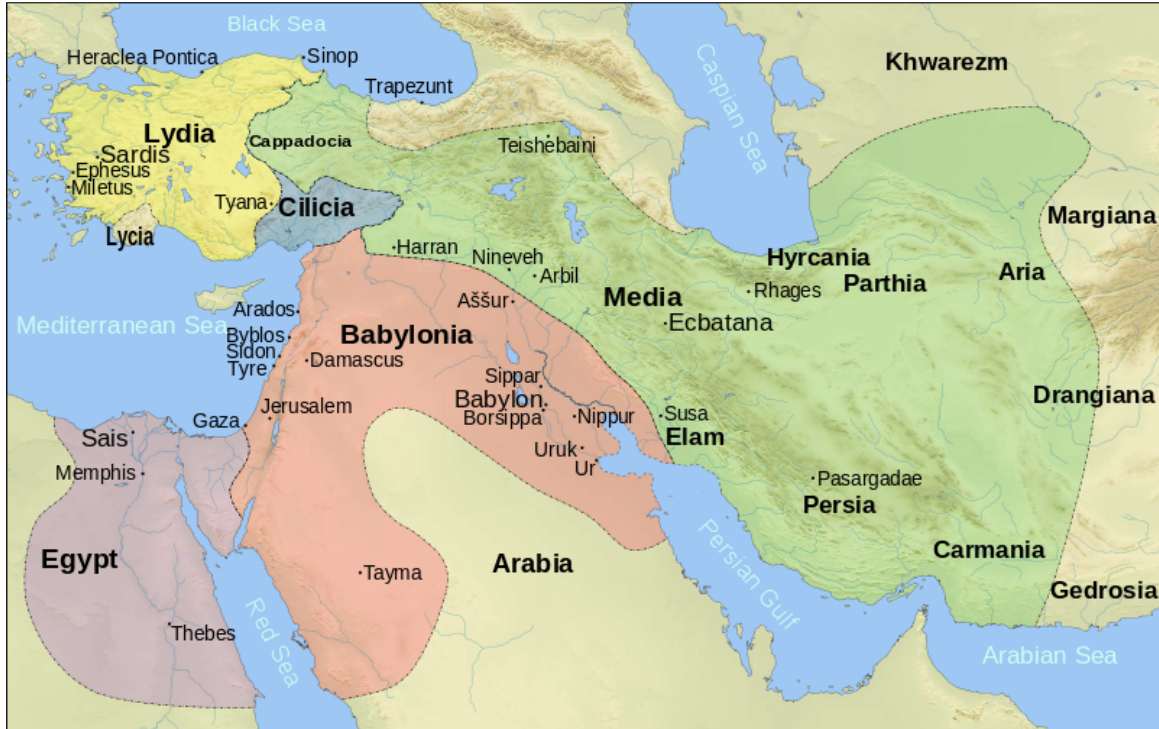 Black Sea
Heraclea Pontica
Sinop
Trapezunt
Caspian Sea
Khwarezm
Lydia
Cappadocia
Teishebaini
Sardis
Ephesus
Miletus
Tyana
Cilicia
Lycia
Margiana
Harran
Nineveh
Arbil
Hyrcania
Parthia
Aria
Media
Rhages
Aššur
Ecbatana
Arados
Mediterranean Sea
Babylonia
Byblos
Sidon
Tyre
Damascus
Sippar
Babylon
Borsippa
Nippur
Susa
Elam
Drangiana
Jerusalem
Gaza
Sais
Uruk
Ur
Memphis
Pasargadae
Persia
Egypt
Arabia
Tayma
Persian Gulf
Carmania
Gedrosia
Thebes
Red Sea
Arabian Sea